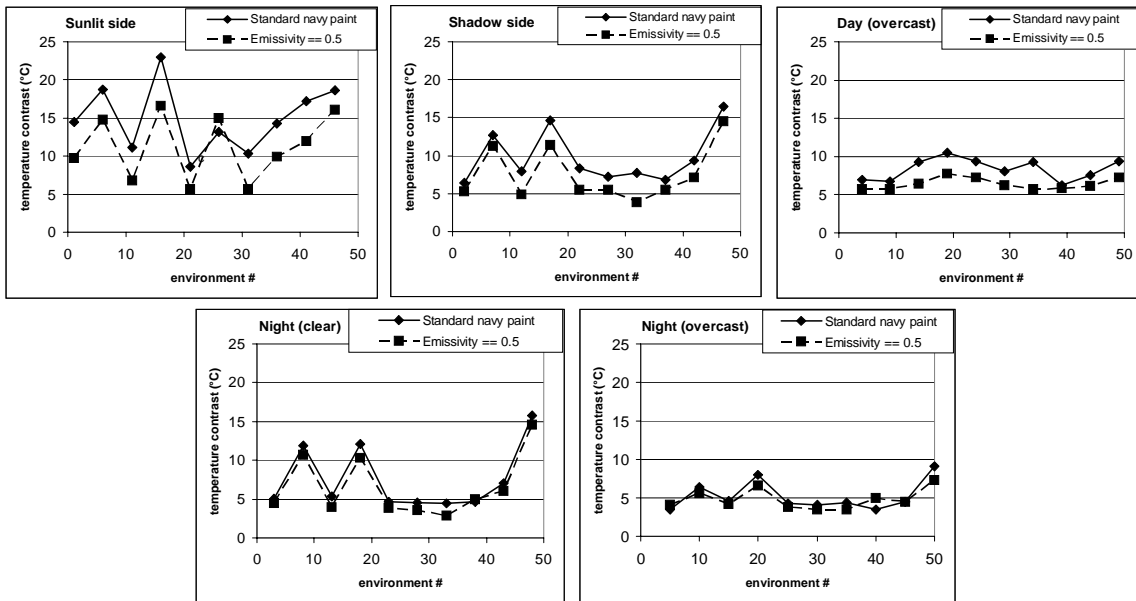 Sunlit side
Standard navy paint
Emissivity == 0.5
temperature contrast (°C)
25
20
15
10
5
0
0 10 20 30 40 50
environment #
Shadow side
Standard navy paint
Emissivity == 0.5
temperature contrast (°C)
25
20
15
10
5
0
0 10 20 30 40 50
environment #
Day (overcast)
Standard navy paint
Emissivity == 0.5
temperature contrast (°C)
25
20
15
10
5
0
0 10 20 30 40 50
environment #
Night (clear)
Standard navy paint
Emissivity == 0.5
temperature contrast (°C)
25
20
15
10
5
0
0 10 20 30 40 50
environment #
Night (overcast)
Standard navy paint
Emissivity == 0.5
temperature contrast (°C)
25
20
15
10
5
0
0 10 20 30 40 50
environment #